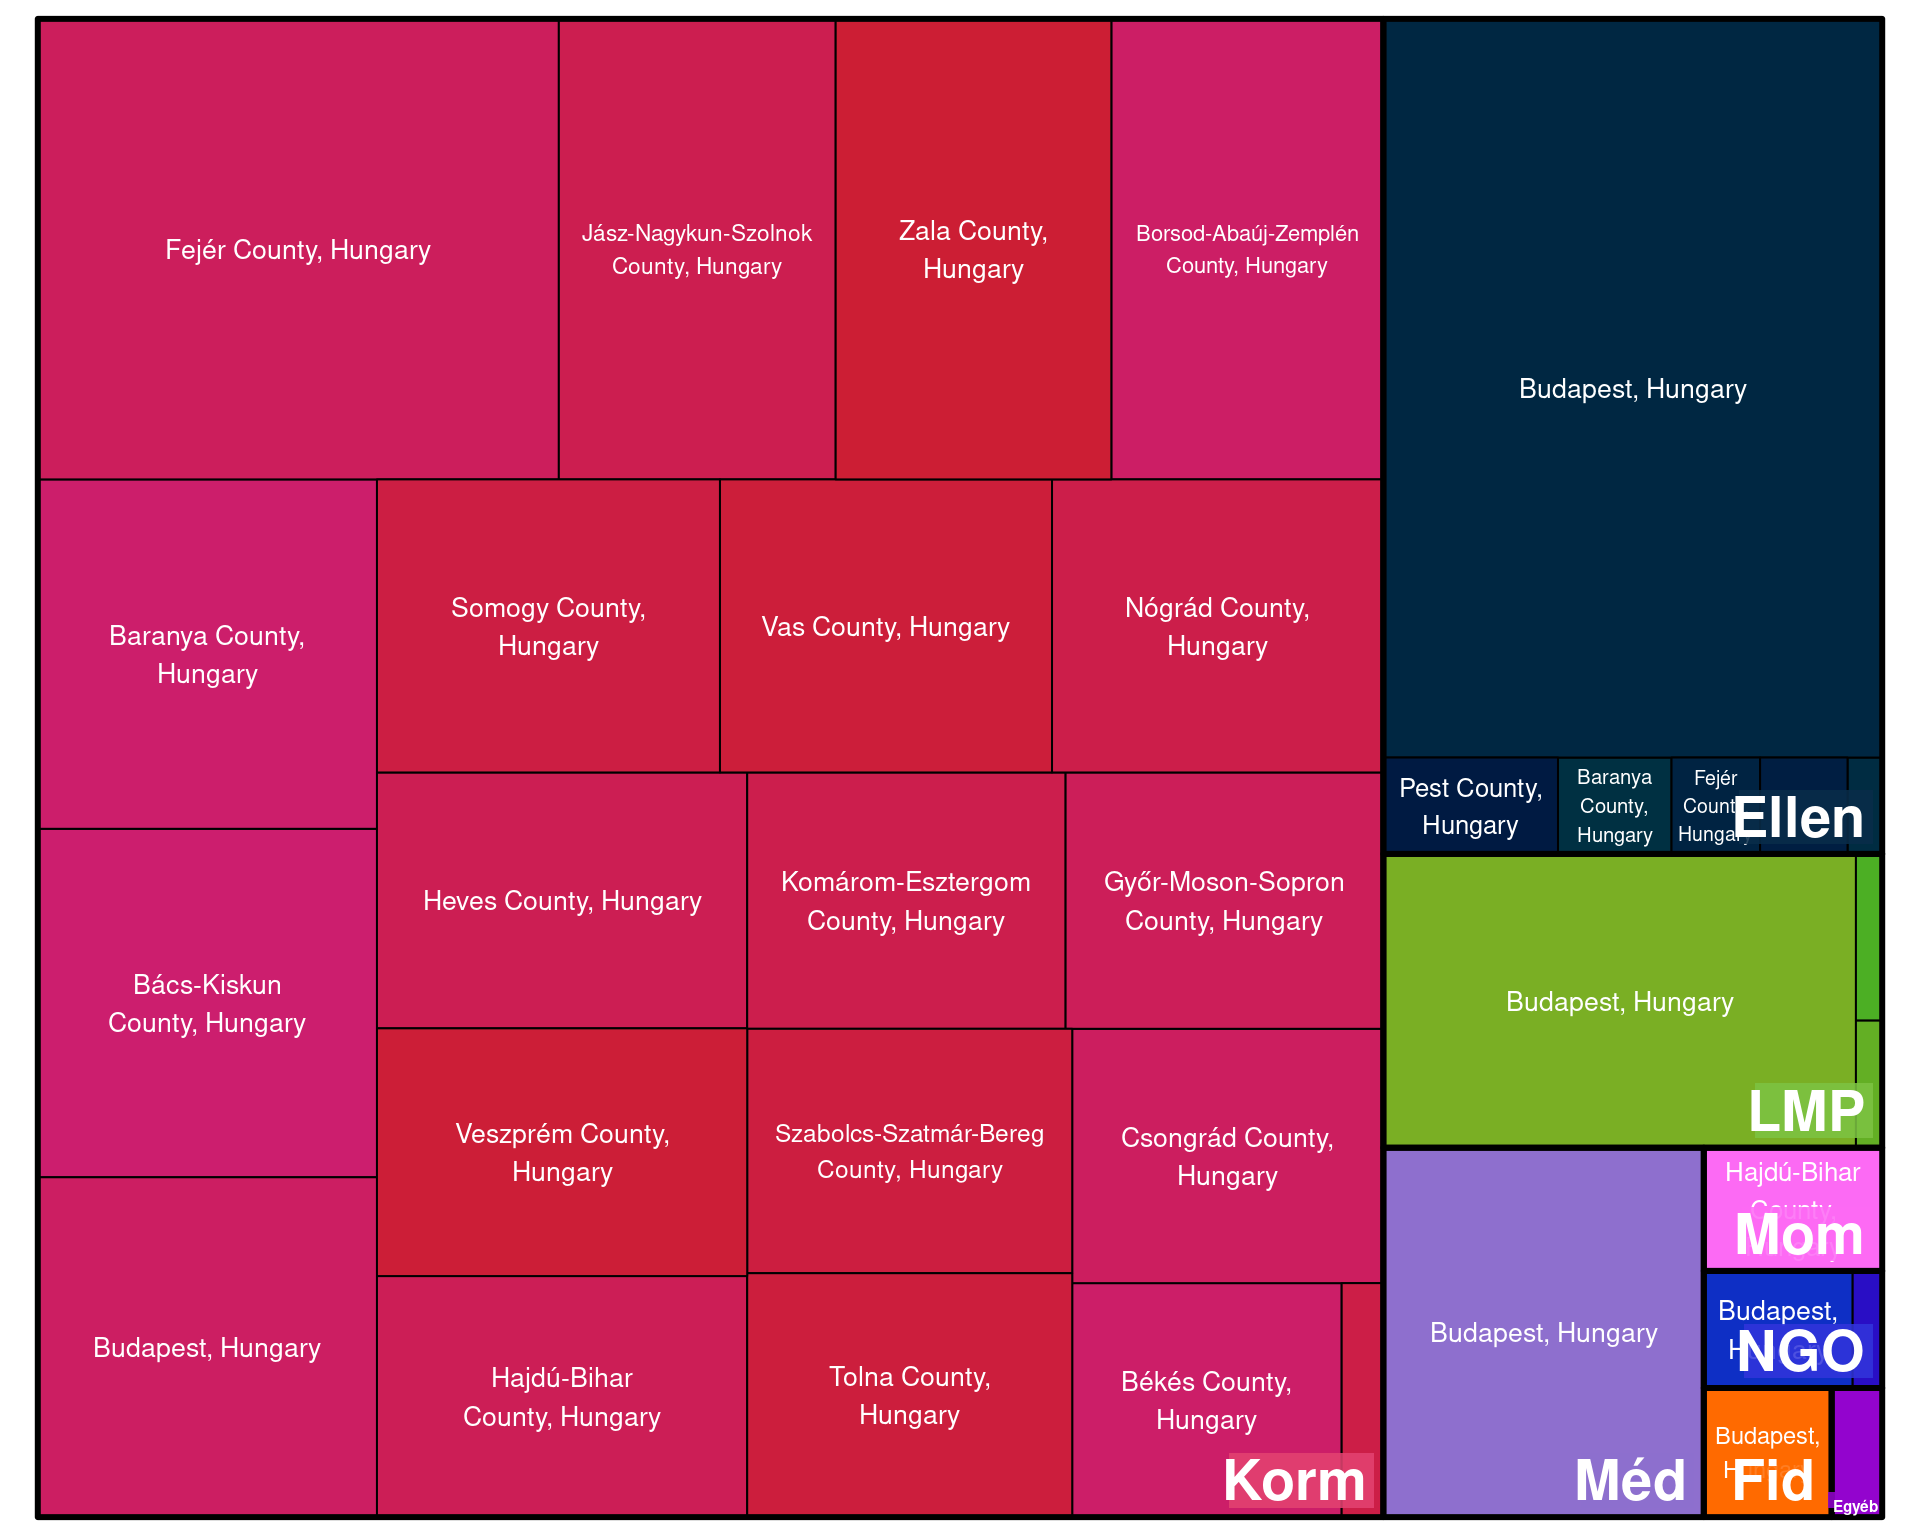 Fejér County, Hungary
Jász-Nagykun-Szolnok
County, Hungary
Zala County,
Hungary
Borsod-Abaúj-Zemplén
County, Hungary
Baranya County,
Hungary
Somogy County,
Hungary
Vas County, Hungary
Nógrád County,
Hungary
Bács-Kiskun
County, Hungary
Heves County, Hungary
Komárom-Esztergom
County, Hungary
Győr-Moson-Sopron
County, Hungary
Veszprém County,
Hungary
Szabolcs-Szatmár-Bereg
County, Hungary
Csongrád County,
Hungary
Budapest, Hungary
Hajdú-Bihar
County, Hungary
Tolna County,
Hungary
Békés County,
Hungary
Korm
Budapest, Hungary
Pest County,
Hungary
Baranya
County,
Hungary
Fejér
County,
Hungary
Ellen
Budapest, Hungary
LMP
Budapest, Hungary
Méd
Hajdú-Bihar
County,
Mom
Budapest,
NGO
Budapest,
Fid
Egyéb